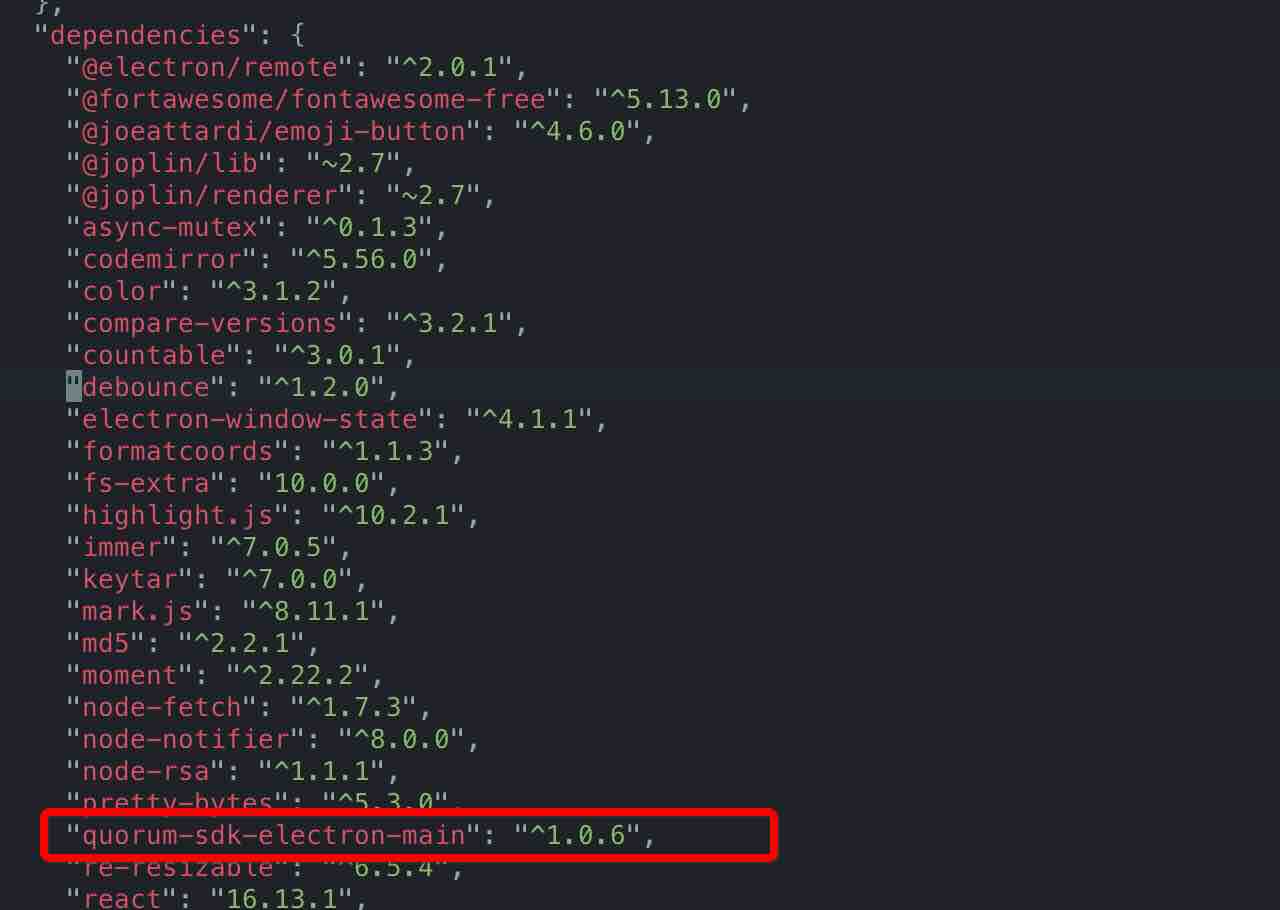 },
"dependencies": {
"@electron/remote": "^2.0.1",
"@fortawesome/fontawesome-free": "^5.13.0",
"@joeattardi/emoji-button": "^4.6.0",
"@joplin/lib": "~2.7",
"@joplin/renderer": "~2.7",
"async-mutex": "^0.1.3",
"codemirror": "^5.56.0",
"color": "^3.1.2",
"compare-versions": "^3.2.1",
"countable": "^3.0.1",
"debounce": "^1.2.0",
"electron-window-state": "^4.1.1",
"formatcoords": "^1.1.3",
"fs-extra": "10.0.0",
"highlight.js": "^10.2.1",
"immer": "^7.0.5",
"keytar": "^7.0.0",
"mark.js": "^8.11.1",
"md5": "^2.2.1",
"moment": "^2.22.2",
"node-fetch": "^1.7.3",
"node-notifier": "^8.0.0",
"node-rsa": "^1.1.1",
"pretty-bytes": "^5.3.0",
"quorum-sdk-electron-main": "^1.0.6",
"re-resizable": "^6.5.4",
"react": "16.13.1",